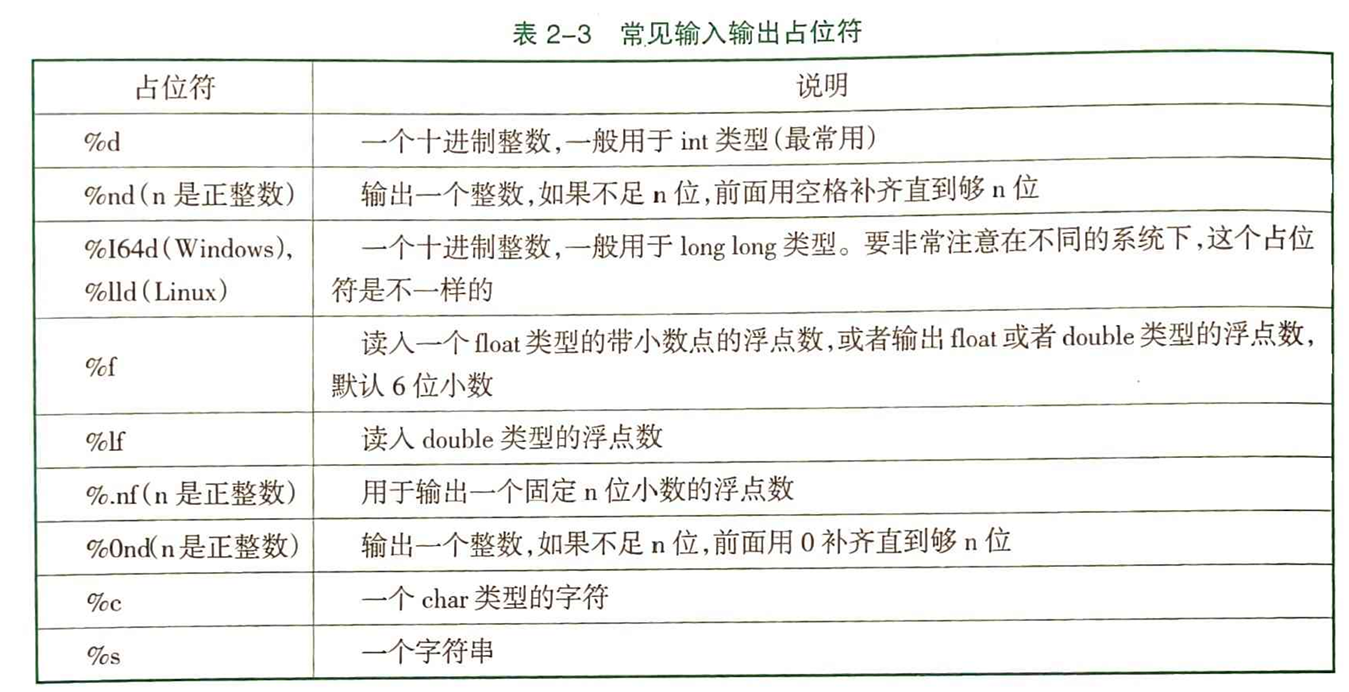 表 2-3 常见输入输出占位符
占位符 说明
%d 一个十进制整数,一般用于 int 类型(最常用)
%nd(n 是正整数) 输出一个整数,如果不足 n 位,前面用空格补齐直到够 n 位
%I64d(Windows), 一个十进制整数,一般用于 long long 类型。要非常注意在不同的系统下,这个占位
%lld(Linux) 符是不一样的
%f 读入一个 float 类型的带小数点的浮点数,或者输出 float 或者 double 类型的浮点数,
默认 6 位小数
%lf 读入 double 类型的浮点数
%.nf(n 是正整数) 用于输出一个固定 n 位小数的浮点数
%0nd(n 是正整数) 输出一个整数,如果不足 n 位,前面用 0 补齐直到够 n 位
%c 一个 char 类型的字符
%s 一个字符串